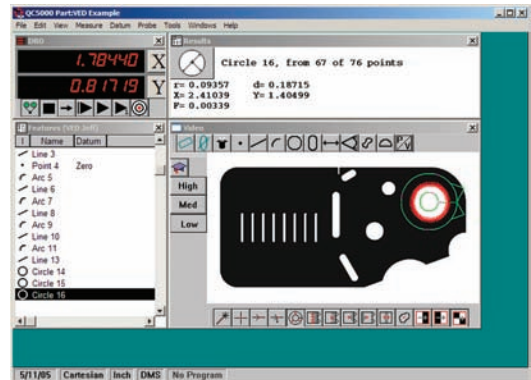 QC5000 Part:VED Example
File Edit View Measure Datum Probe Tools Windows Help
DRO
1.78440 X
0.81719 Y
Results
Circle 16, from 67 of 76 points
r= 0.09357 d= 0.18715
X= 2.41039 Y= 1.40499
F= 0.00339
Features (VED Jeff)
! Name Datum
Line 3
Point 4 Zero
Arc 5
Line 6
Arc 7
Line 8
Arc 9
Line 10
Arc 11
Line 13
Circle 14
Circle 15
Circle 16
Video
High
Med
Low
5/11/05 Cartesian Inch DMS No Program